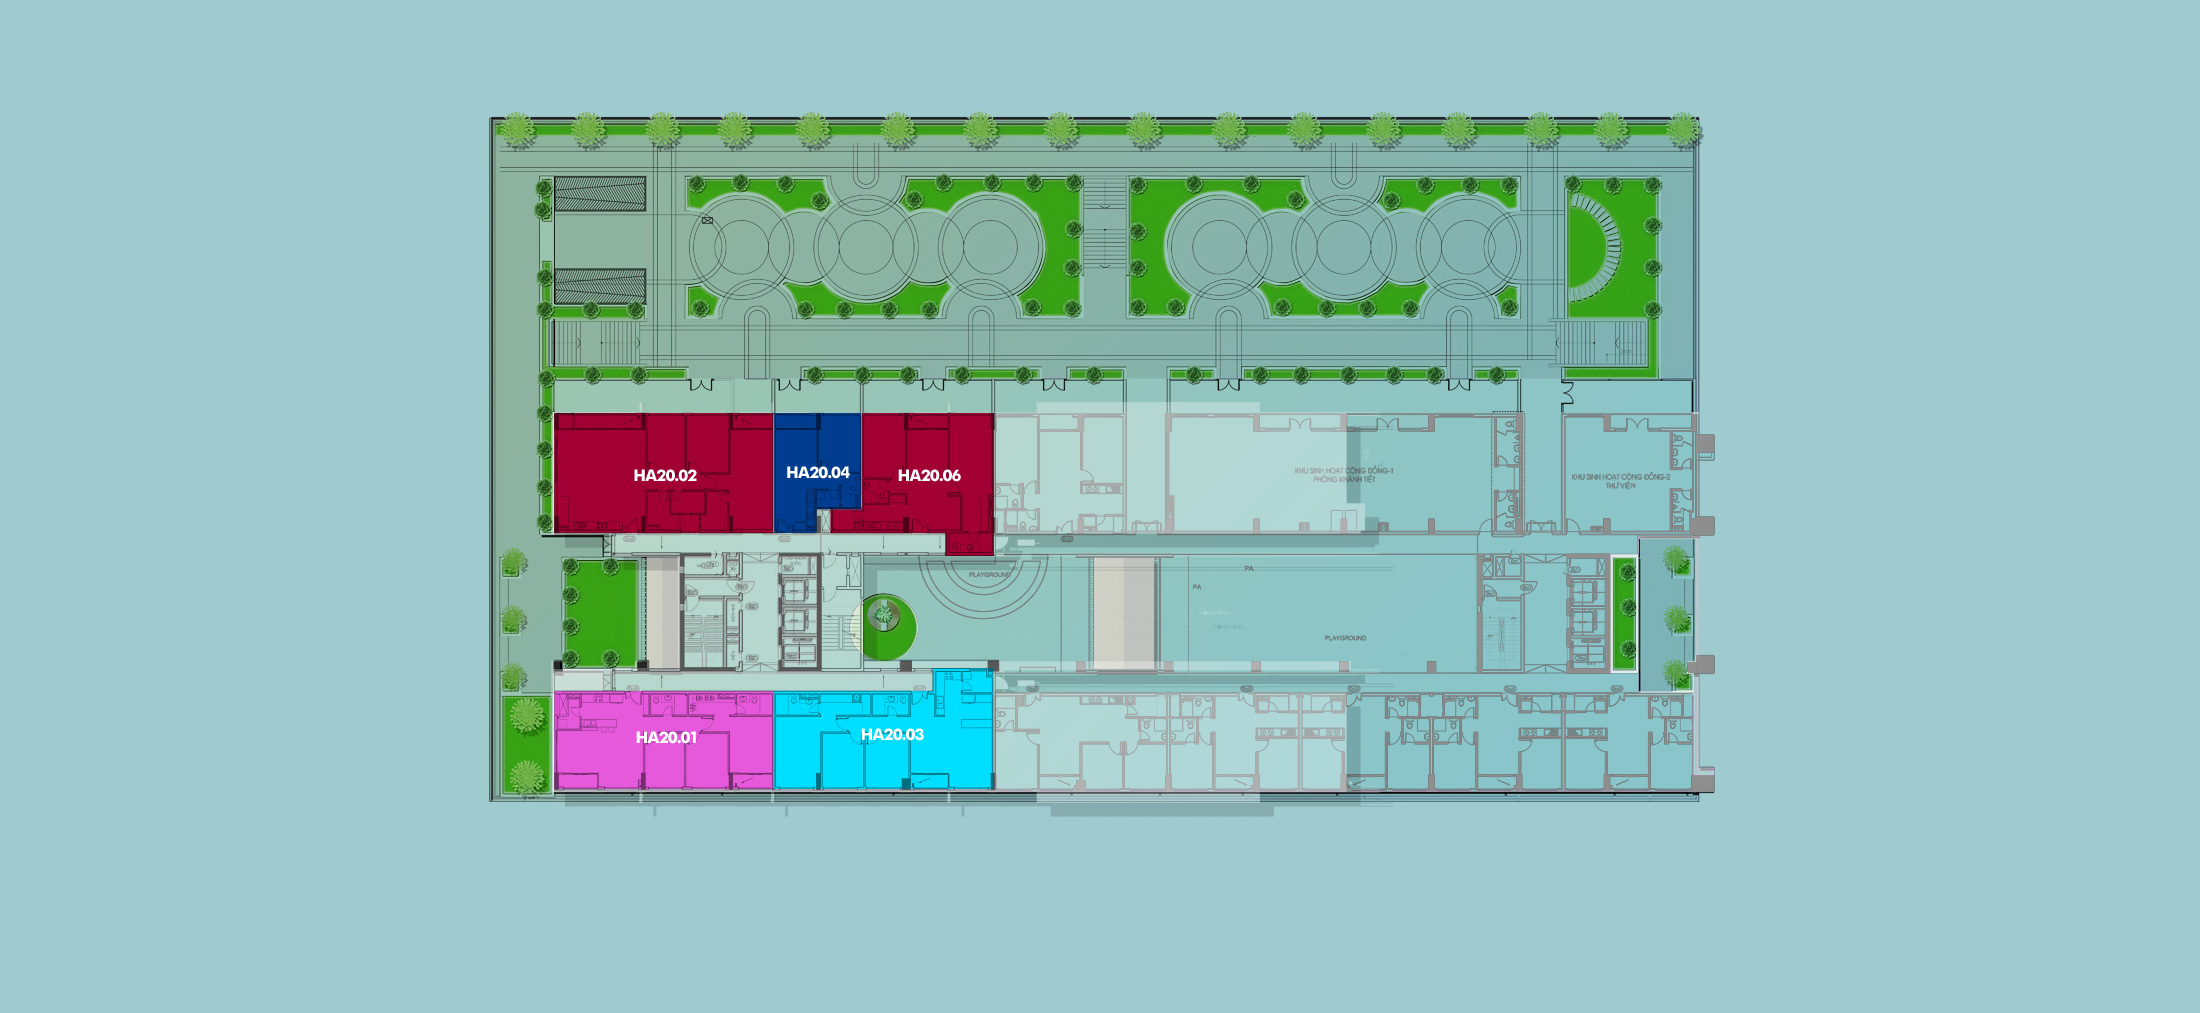 HA20.02
HA20.04
HA20.06
KHU SINH HOẠT CỘNG ĐỒNG-1
PHÒNG KHÁNH TIẾT
KHU SINH HOẠT CỘNG ĐỒNG-2
THƯ VIỆN
PLAYGROUND
PA
PA
PLAYGROUND
HA20.01
HA20.03